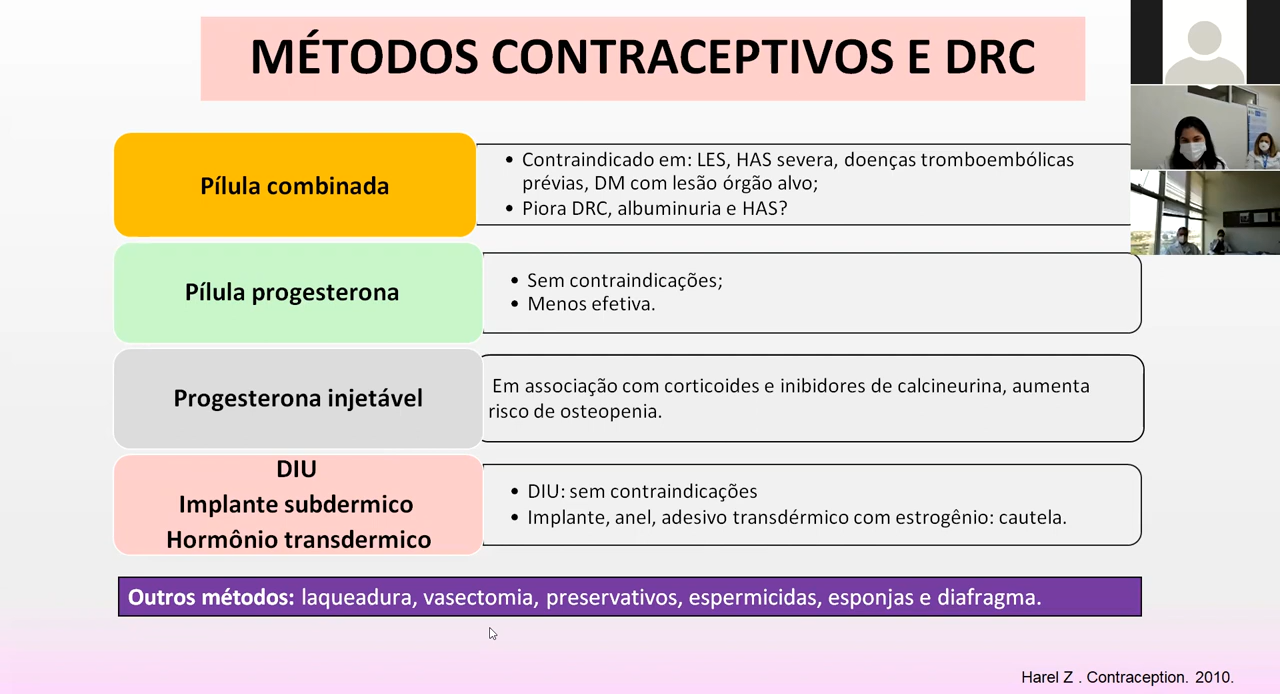 MÉTODOS CONTRACEPTIVOS E DRC
Pílula combinada
• Contraindicado em: LES, HAS severa, doenças tromboembólicas
prévias, DM com lesão órgão alvo;
• Piora DRC, albuminuria e HAS?
Pílula progesterona
• Sem contraindicações;
• Menos efetiva.
Progesterona injetável
Em associação com corticoides e inibidores de calcineurina, aumenta
risco de osteopenia.
DIU
Implante subdermico
Hormônio transdermico
• DIU: sem contraindicações
• Implante, anel, adesivo transdérmico com estrogênio: cautela.
Outros métodos: laqueadura, vasectomia, preservativos, espermicidas, esponjas e diafragma.
Harel Z . Contraception. 2010.